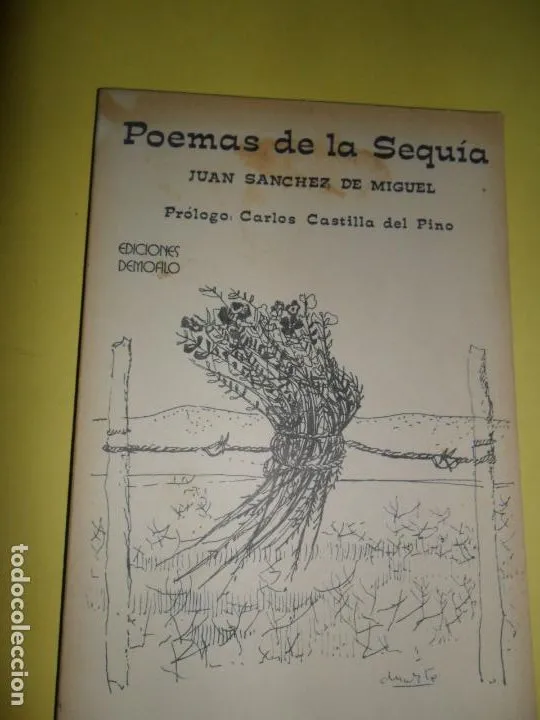 Poemas de la Sequía
JUAN SANCHEZ DE MIGUEL
Prólogo: Carlos Castilla del Pino
EDICIONES
DEMOFILO
todocoleccion